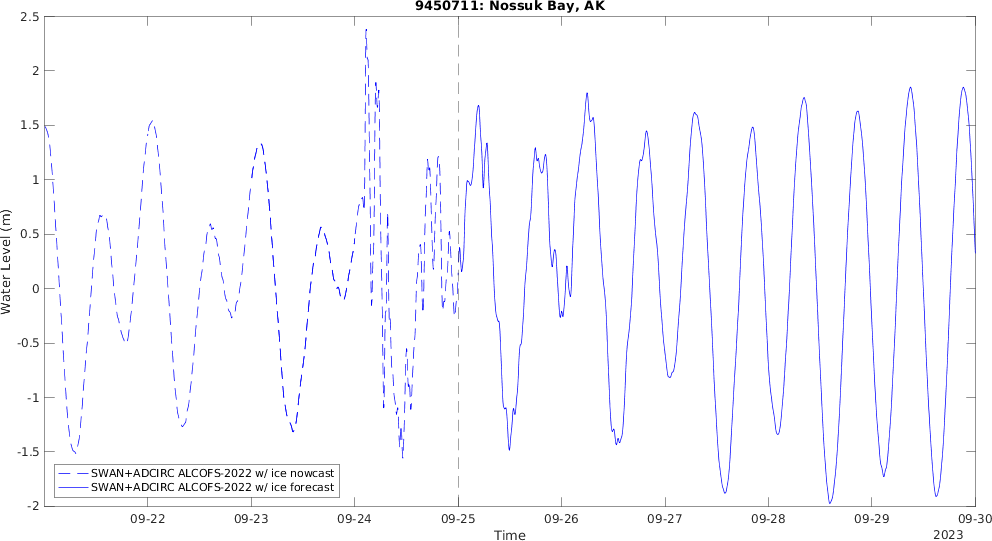 9450711: Nossuk Bay, AK
2.5
2
1.5
1
0.5
0
-0.5
-1
-1.5
-2
Water Level (m)
SWAN+ADCIRC ALCOFS-2022 w/ ice nowcast
SWAN+ADCIRC ALCOFS-2022 w/ ice forecast
09-22 09-23 09-24 09-25 09-26 09-27 09-28 09-29 09-30
Time
2023